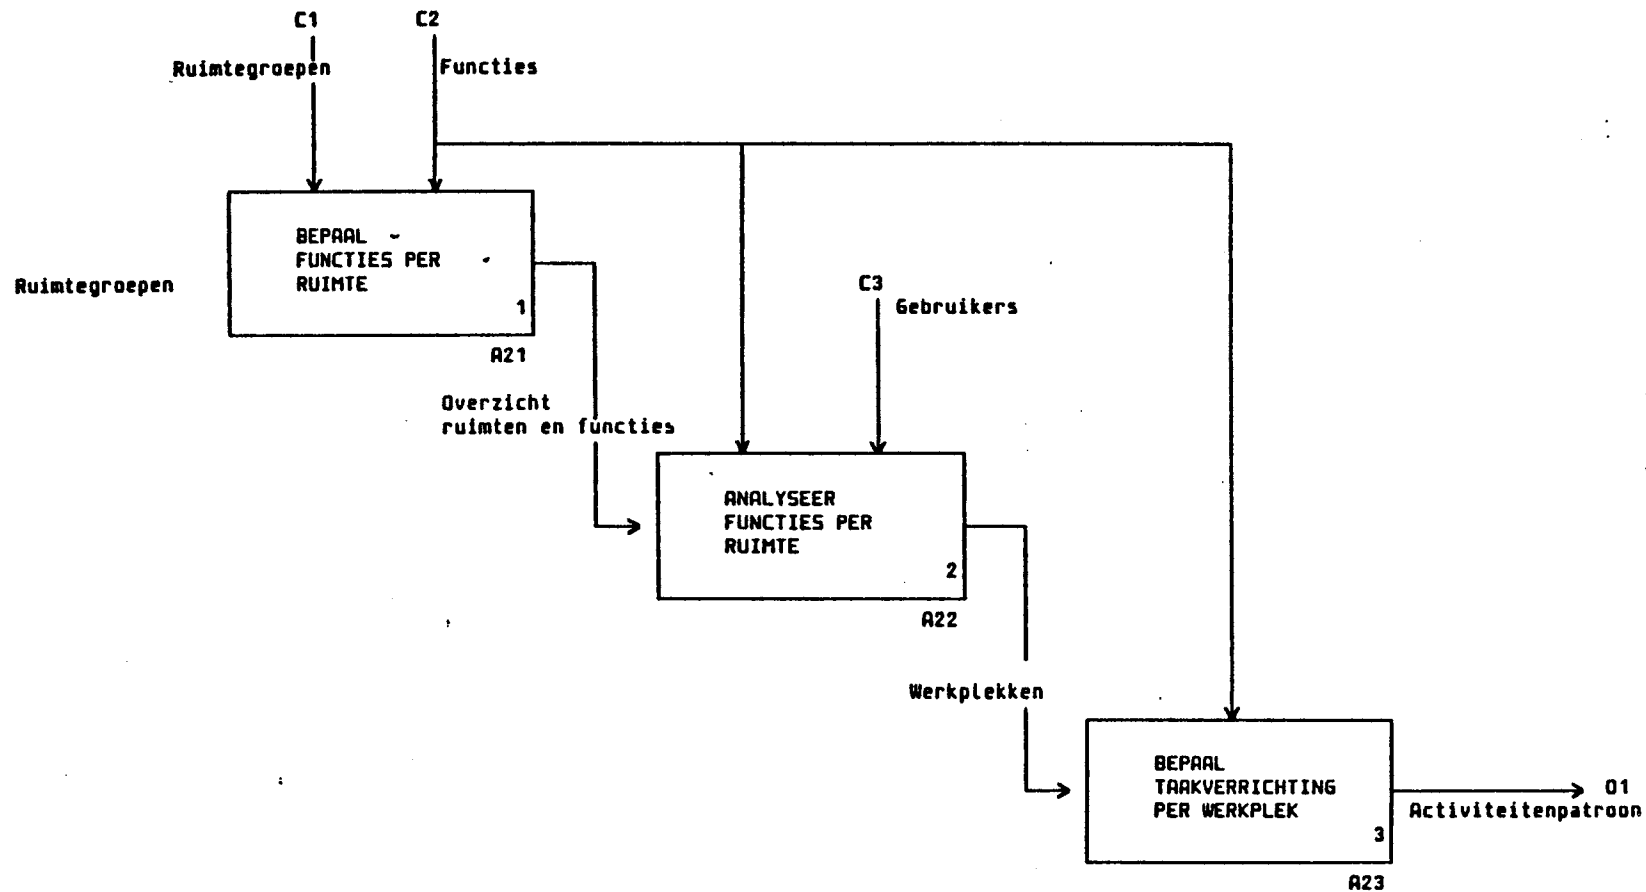 C1
C2
Ruimtegroepen
Functies
BEPAAL
FUNCTIES PER
RUIMTE
1
Ruimtegroepen
A21
C3
Gebruikers
Overzicht
ruimten en functies
ANALYSEER
FUNCTIES PER
RUIMTE
2
A22
Werkplekken
BEPAAL
TAAKVERRICHTING
PER WERKPLEK
3
O1
Activiteitenpatroon
A23